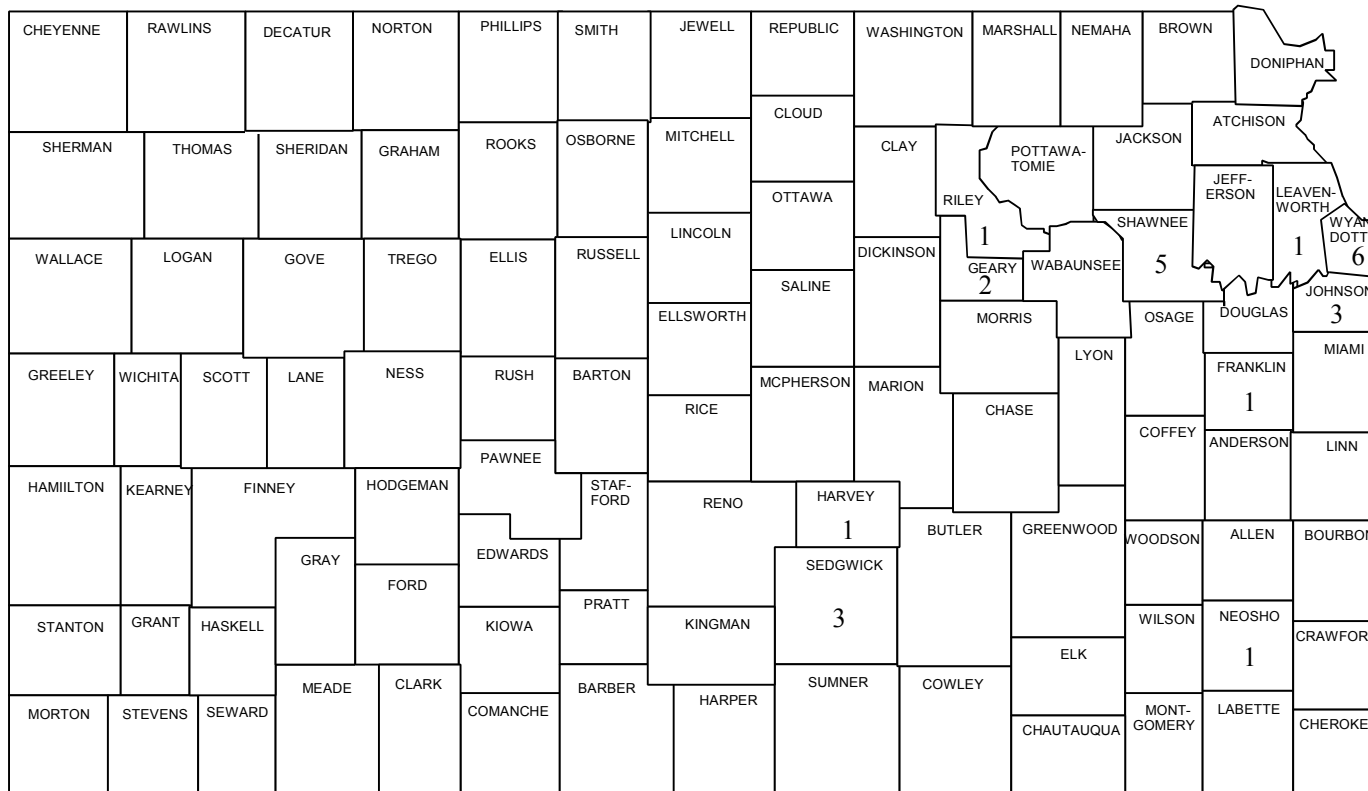 CHEYENNE
RAWLINS
DECATUR
NORTON
PHILLIPS
SMITH
JEWELL
REPUBLIC
WASHINGTON
MARSHALL
NEMAHA
BROWN
DONIPHAN
SHERMAN
THOMAS
SHERIDAN
GRAHAM
ROOKS
OSBORNE
MITCHELL
CLOUD
CLAY
RILEY
1
POTTAWA-
TOMIE
JACKSON
ATCHISON
JEFF-
ERSON
LEAVEN-
WORTH
1
WYAN
DOTT
6
WALLACE
LOGAN
GOVE
TREGO
ELLIS
RUSSELL
LINCOLN
OTTAWA
SALINE
DICKINSON
GEARY
2
WABAUNSEE
SHAWNEE
5
DOUGLAS
JOHNSON
3
ELLSWORTH
MORRIS
OSAGE
MIAMI
GREELEY
WICHITA
SCOTT
LANE
NESS
RUSH
BARTON
RICE
MCPHERSON
MARION
CHASE
LYON
FRANKLIN
1
COFFEY
ANDERSON
LINN
HAMIILTON
KEARNEY
FINNEY
HODGEMAN
PAWNEE
STAF-
FORD
RENO
HARVEY
1
BUTLER
GREENWOOD
WOODSON
ALLEN
BOURBON
GRAY
FORD
EDWARDS
SEDGWICK
3
STANTON
GRANT
HASKELL
KIOWA
PRATT
KINGMAN
ELK
WILSON
NEOSHO
1
CRAWFOR
MORTON
STEVENS
SEWARD
MEADE
CLARK
COMANCHE
BARBER
HARPER
SUMNER
COWLEY
CHAUTAUQUA
MONT-
GOMERY
LABETTE
CHEROKE